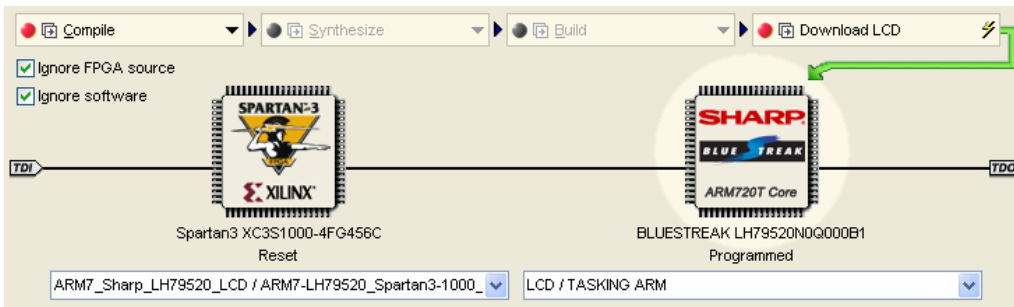 Compile Synthesize Build Download LCD
Ignore FPGA source
Ignore software
SPARTAN-3
FPGA
XILINX
SHARP
BLUE STREAK
ARM720T Core
TDI
TDO
Spartan3 XC3S1000-4FG456C
Reset
BLUESTREAK LH79520N0Q000B1
Programmed
ARM7_Sharp_LH79520_LCD / ARM7-LH79520_Spartan3-1000_
LCD / TASKING ARM